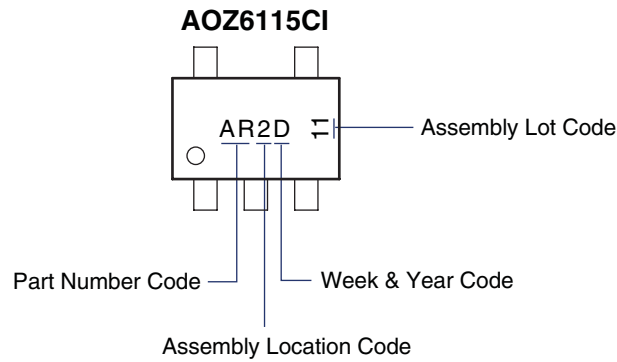 AOZ6115CI
AR2D 11
Assembly Lot Code
Part Number Code
Week & Year Code
Assembly Location Code